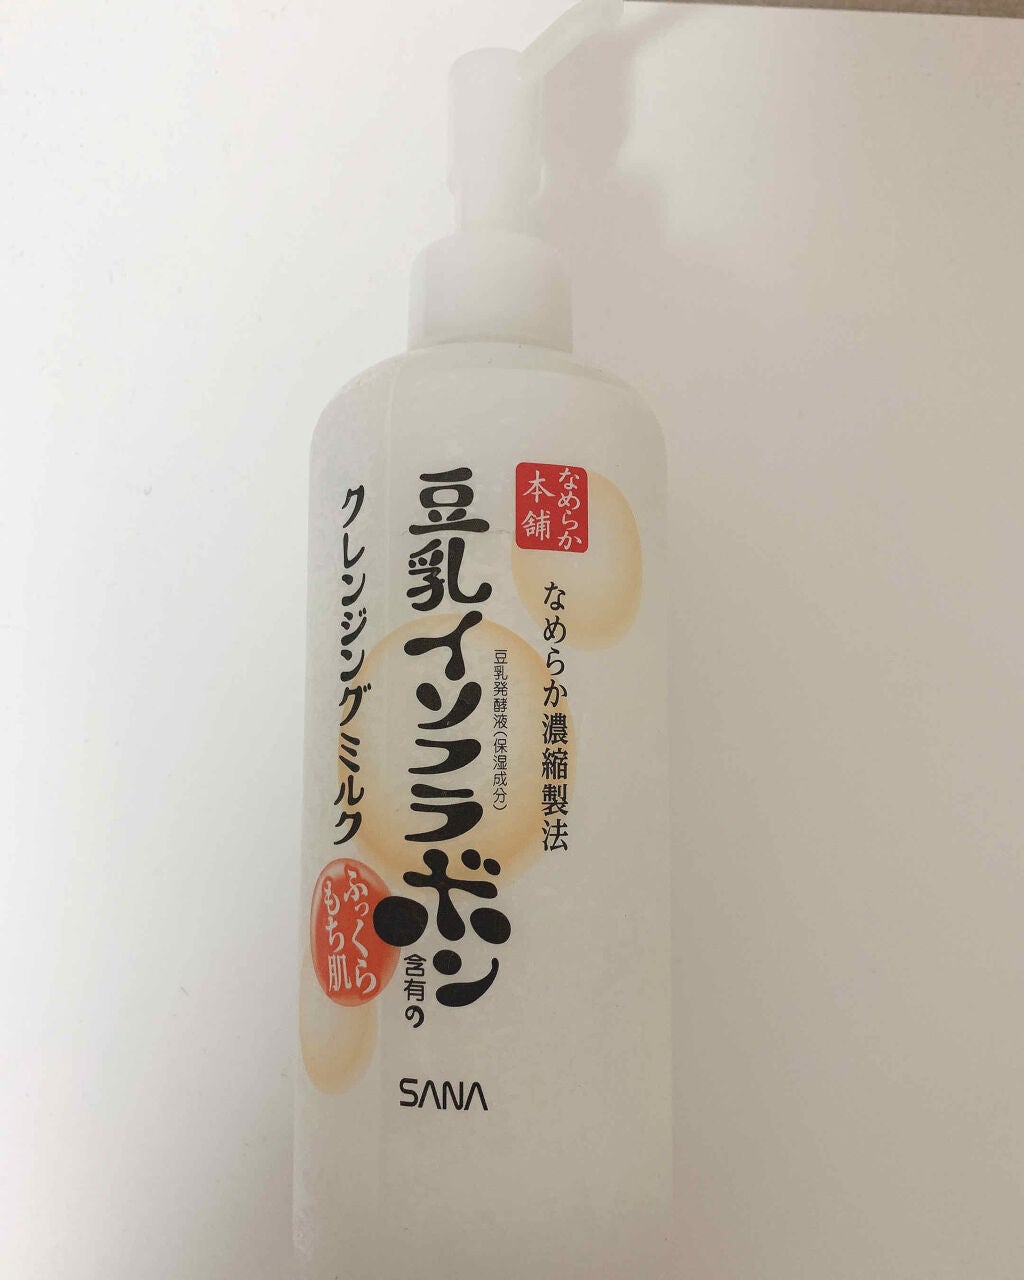 なめらか
本舗
なめらか濃縮製法
豆乳発酵液(保湿成分)
豆乳イソフラボン
含有の
クレンジングミルク
ふっくら
もち肌
SANA